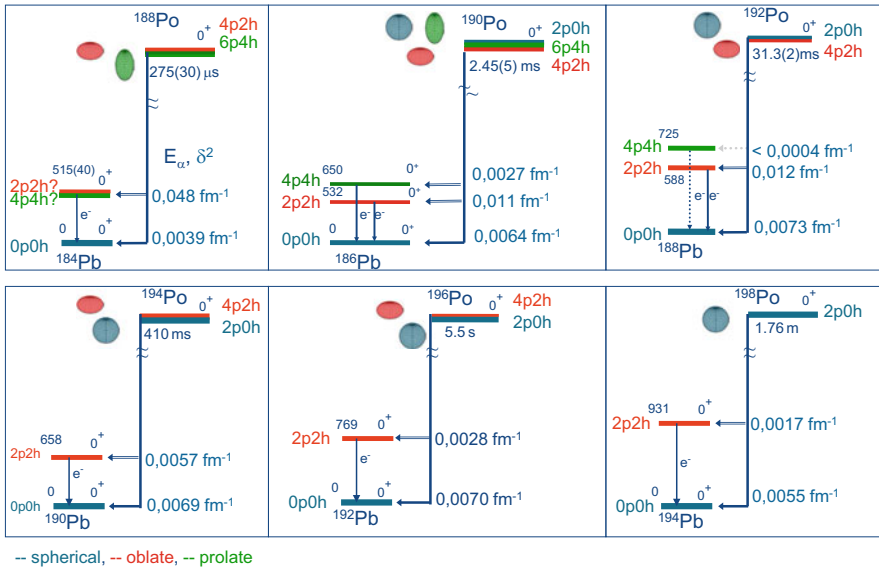 188Po
0+
4p2h
6p4h
275(30) μs
Eα, δ2
515(40)
0+
2p2h?
4p4h?
0,048 fm-1
e-
0
0+
0p0h
0,0039 fm-1
184Pb
190Po
0+
2p0h
6p4h
4p2h
2.45(5) ms
650
0+
4p4h
0,0027 fm-1
532
0+
2p2h
0,011 fm-1
e-
e-
0
0+
0p0h
0,0064 fm-1
186Pb
192Po
0+
2p0h
4p2h
31.3(2)ms
725
4p4h
< 0,0004 fm-1
2p2h
0,012 fm-1
588
e-
e-
0
0+
0p0h
0,0073 fm-1
188Pb
194Po
0+
4p2h
2p0h
410 ms
658
0+
2p2h
0,0057 fm-1
e-
0
0+
0p0h
0,0069 fm-1
190Pb
196Po
0+
4p2h
2p0h
5.5 s
769
0+
2p2h
0,0028 fm-1
e-
0
0+
0p0h
0,0070 fm-1
192Pb
198Po
0+
2p0h
1.76 m
931
0+
2p2h
0,0017 fm-1
e-
0
0+
0p0h
0,0055 fm-1
194Pb
-- spherical, -- oblate, -- prolate